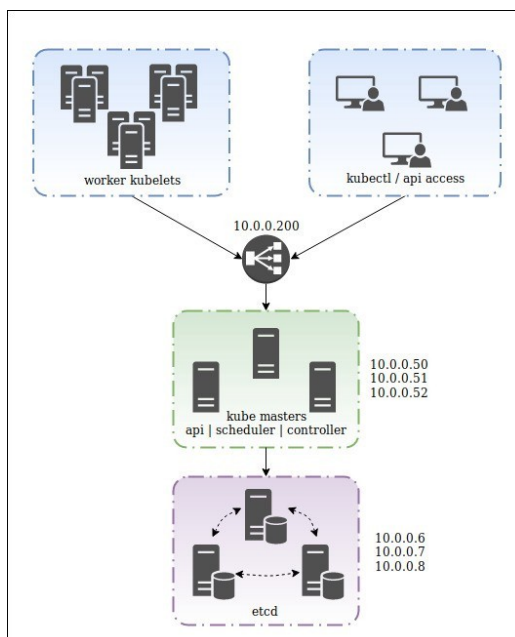 worker kubelets
kubectl / api access
10.0.0.200
10.0.0.50
10.0.0.51
10.0.0.52
kube masters
api | scheduler | controller
10.0.0.6
10.0.0.7
10.0.0.8
etcd